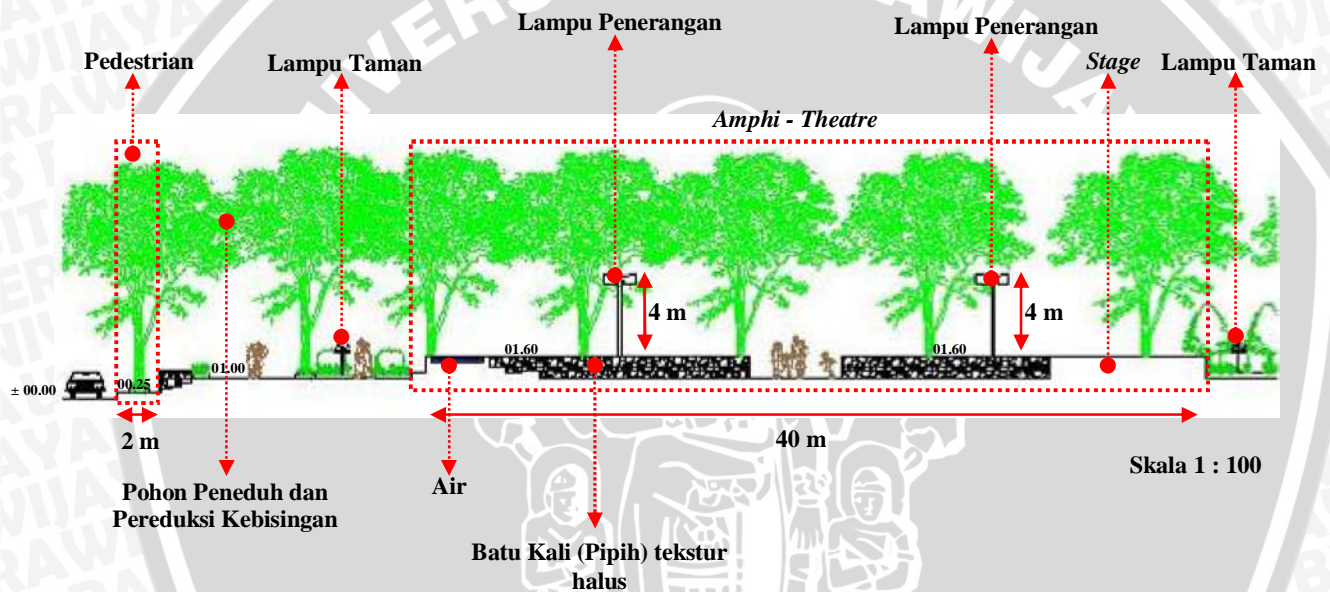 Lampu Penerangan
Lampu Penerangan
Pedestrian
Lampu Taman
Stage
Lampu Taman
Amphi - Theatre
4 m
4 m
01.60
01.60
01.00
00.25
± 00.00
2 m
40 m
Skala 1 : 100
Pohon Peneduh dan
Pereduksi Kebisingan
Air
Batu Kali (Pipih) tekstur
halus